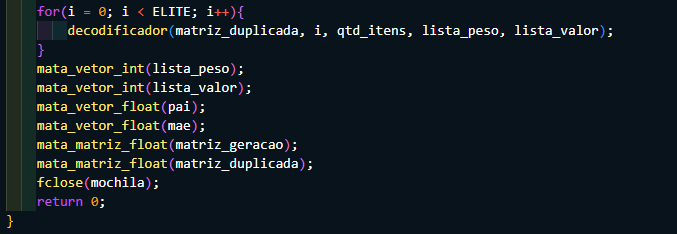 for(i = 0; i < ELITE; i++){
decodificador(matriz_duplicada, i, qtd_itens, lista_peso, lista_valor);
}
mata_vetor_int(lista_peso);
mata_vetor_int(lista_valor);
mata_vetor_float(pai);
mata_vetor_float(mae);
mata_matriz_float(matriz_geracao);
mata_matriz_float(matriz_duplicada);
fclose(mochila);
return 0;
}